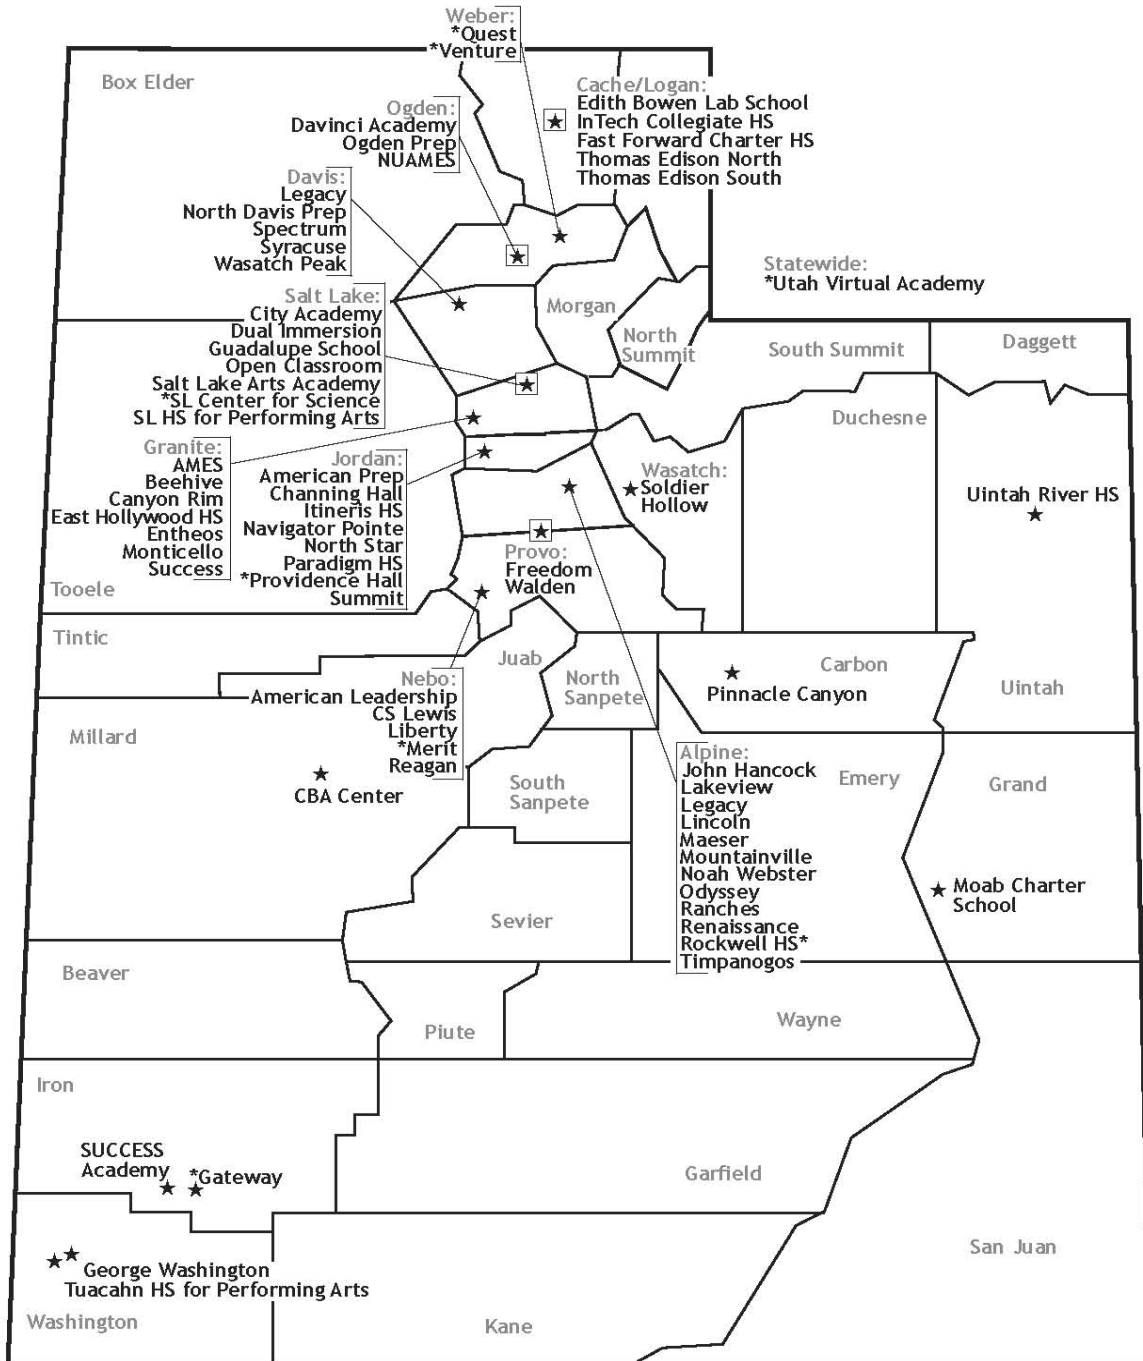 Weber:
*Quest
*Venture
Box Elder
Cache/Logan:
Edith Bowen Lab School
InTech Collegiate HS
Fast Forward Charter HS
Thomas Edison North
Thomas Edison South
Ogden:
Davinci Academy
Ogden Prep
NUAMES
Davis:
Legacy
North Davis Prep
Spectrum
Syracuse
Wasatch Peak
Statewide:
*Utah Virtual Academy
Salt Lake:
City Academy
Dual Immersion
Guadalupe School
Open Classroom
Salt Lake Arts Academy
*SL Center for Science
SL HS for Performing Arts
Morgan
North
Summit
South Summit
Daggett
Duchesne
Granite:
AMES
Beehive
Canyon Rim
East Hollywood HS
Entheos
Monticello
Success
Jordan:
American Prep
Channing Hall
Itineris HS
Navigator Pointe
North Star
Paradigm HS
*Providence Hall
Summit
Wasatch:
Soldier
Hollow
Uintah River HS
Provo:
Freedom
Walden
Tooele
Tintic
Juab
North
Sanpete
Carbon
Pinnacle Canyon
Uintah
Nebo:
American Leadership
CS Lewis
Liberty
*Merit
Reagan
Millard
CBA Center
South
Sanpete
Alpine:
John Hancock
Lakeview
Legacy
Lincoln
Maeser
Mountainville
Noah Webster
Odyssey
Ranches
Renaissance
Rockwell HS*
Timpanogos
Emery
Grand
Moab Charter
School
Sevier
Beaver
Piute
Wayne
Iron
SUCCESS
Academy
*Gateway
Garfield
San Juan
George Washington
Tuacahn HS for Performing Arts
Washington
Kane